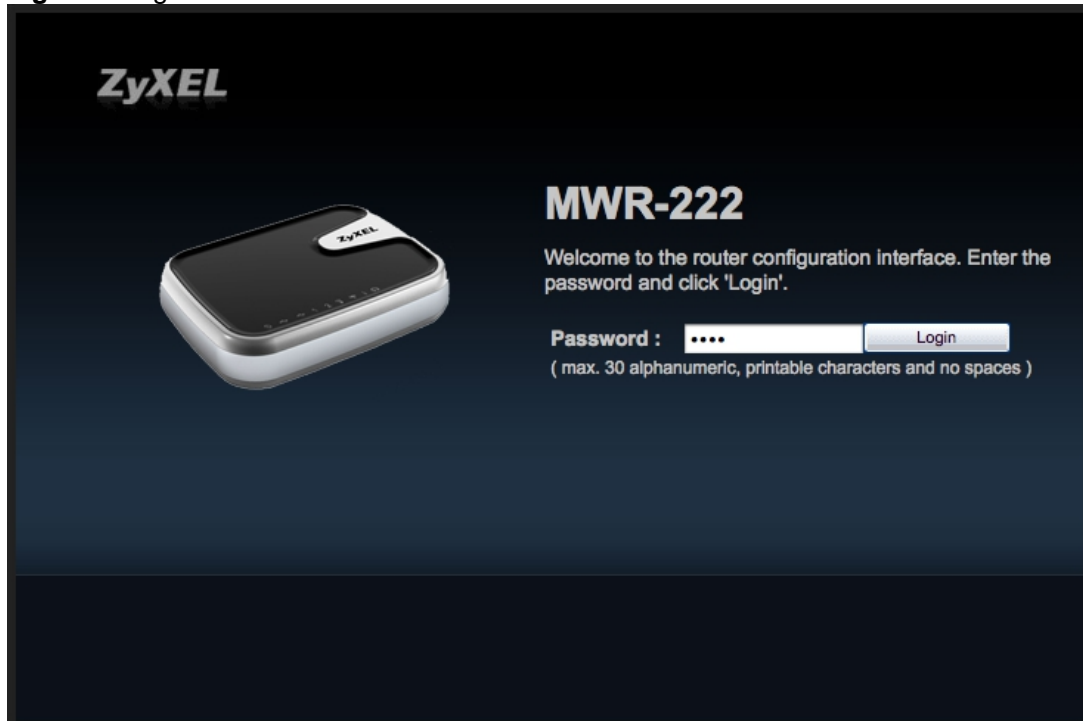 ZyXEL
ZyXEL
MWR-222
Welcome to the router configuration interface. Enter the
password and click 'Login'.
Password : •••• Login
( max. 30 alphanumeric, printable characters and no spaces )